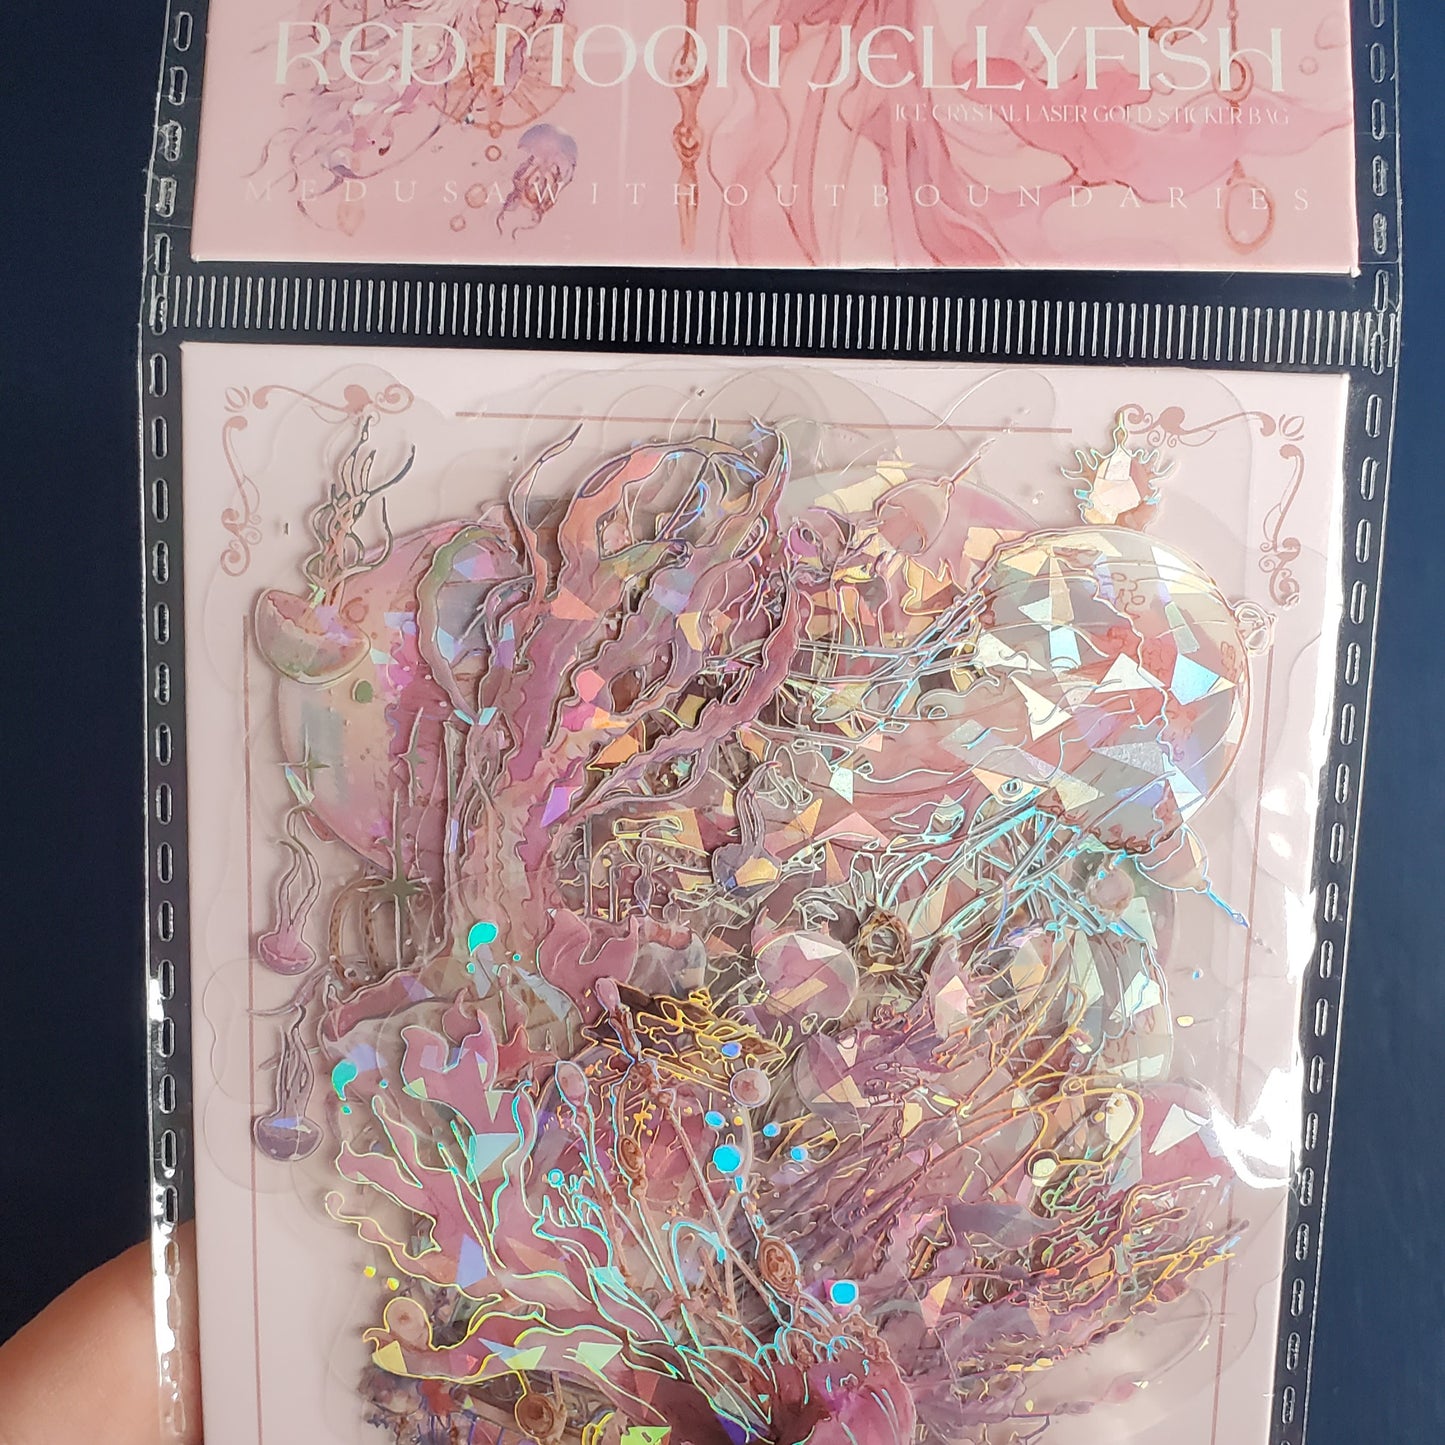 RED MOON JELLYFISH
ICE CRYSTAL LASER GOLD STICKER BAG
MEDUSAWITHOUTBOUNDARIES